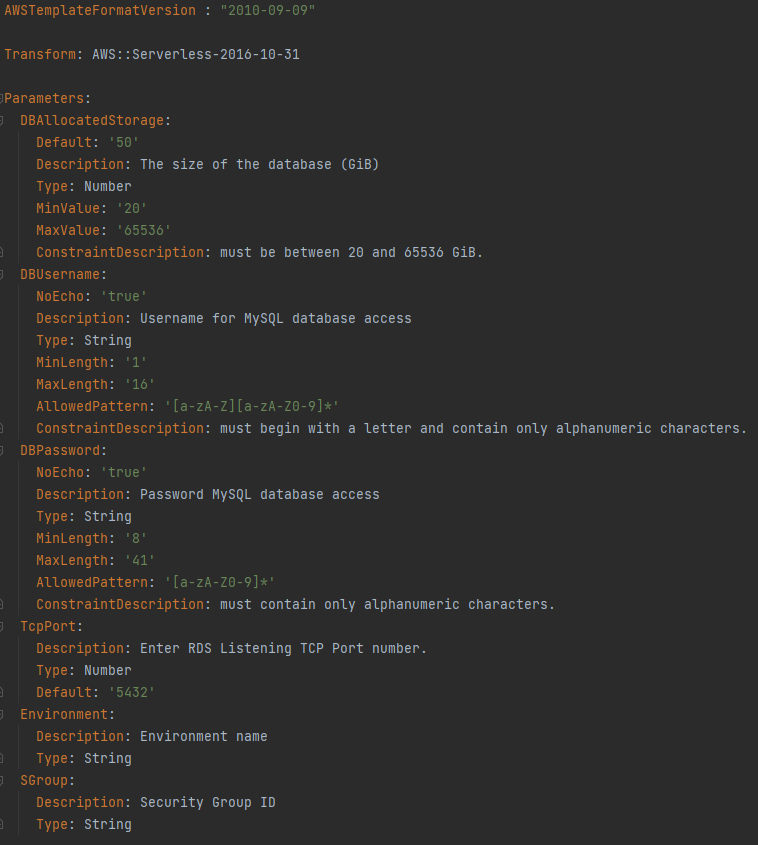 AWSTemplateFormatVersion : "2010-09-09"
Transform: AWS::Serverless-2016-10-31
Parameters:
  DBAllocatedStorage:
    Default: '50'
    Description: The size of the database (GiB)
    Type: Number
    MinValue: '20'
    MaxValue: '65536'
    ConstraintDescription: must be between 20 and 65536 GiB.
  DBUsername:
    NoEcho: 'true'
    Description: Username for MySQL database access
    Type: String
    MinLength: '1'
    MaxLength: '16'
    AllowedPattern: '[a-zA-Z][a-zA-Z0-9]*'
    ConstraintDescription: must begin with a letter and contain only alphanumeric characters.
  DBPassword:
    NoEcho: 'true'
    Description: Password MySQL database access
    Type: String
    MinLength: '8'
    MaxLength: '41'
    AllowedPattern: '[a-zA-Z0-9]*'
    ConstraintDescription: must contain only alphanumeric characters.
  TcpPort:
    Description: Enter RDS Listening TCP Port number.
    Type: Number
    Default: '5432'
  Environment:
    Description: Environment name
    Type: String
  SGroup:
    Description: Security Group ID
    Type: String